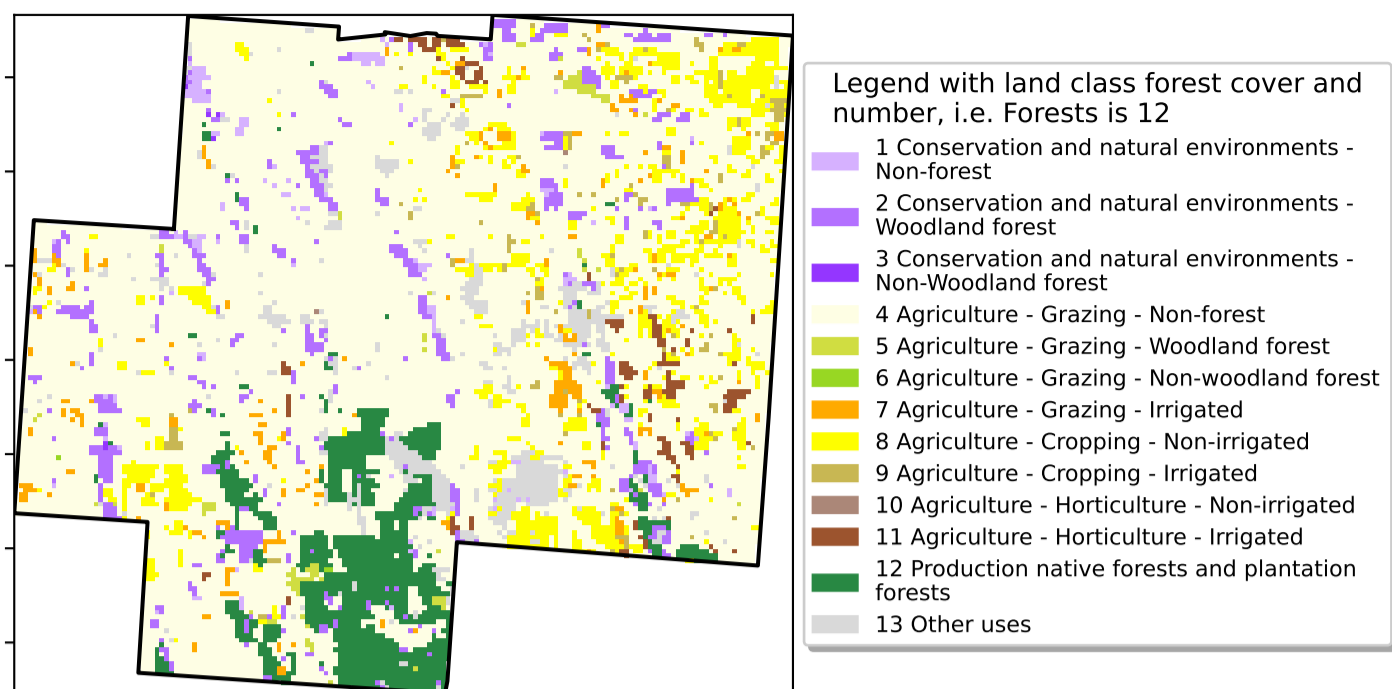 Legend with land class forest cover and
number, i.e. Forests is 12
1 Conservation and natural environments -
Non-forest
2 Conservation and natural environments -
Woodland forest
3 Conservation and natural environments -
Non-Woodland forest
4 Agriculture - Grazing - Non-forest
5 Agriculture - Grazing - Woodland forest
6 Agriculture - Grazing - Non-woodland forest
7 Agriculture - Grazing - Irrigated
8 Agriculture - Cropping - Non-irrigated
9 Agriculture - Cropping - Irrigated
10 Agriculture - Horticulture - Non-irrigated
11 Agriculture - Horticulture - Irrigated
12 Production native forests and plantation
forests
13 Other uses